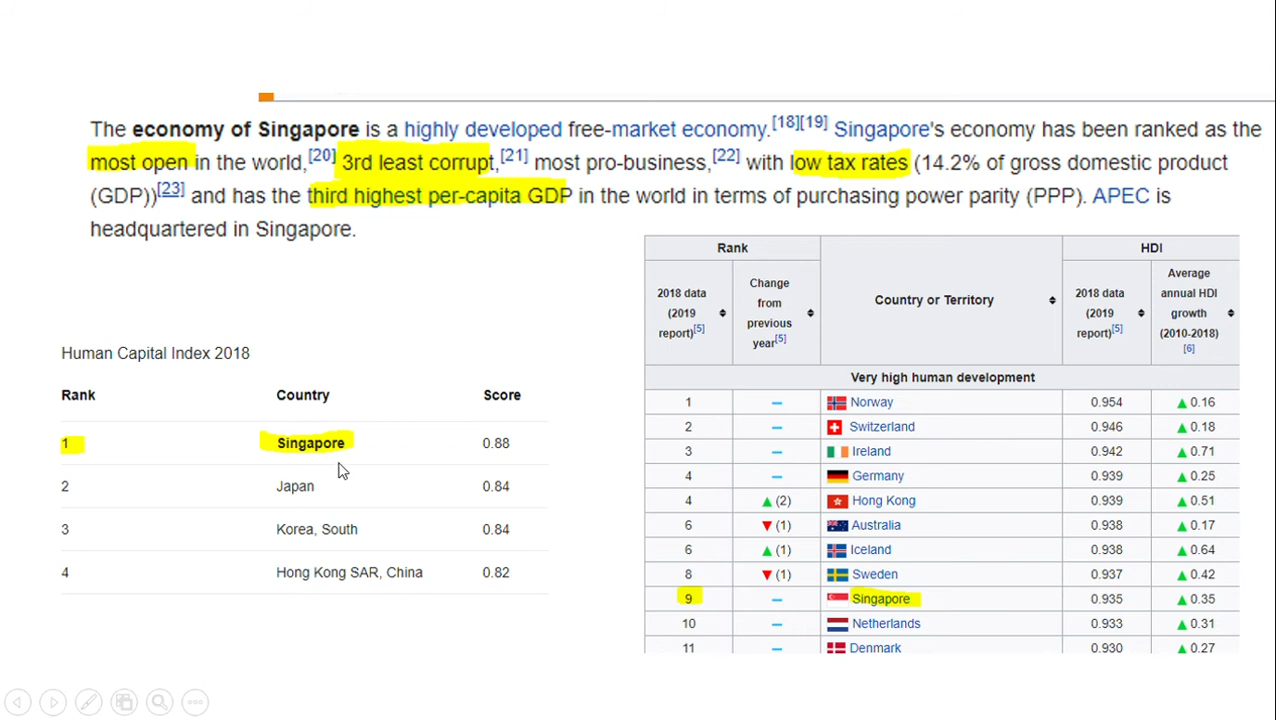 The economy of Singapore is a highly developed free-market economy.[18][19] Singapore's economy has been ranked as the
most open in the world,[20] 3rd least corrupt,[21] most pro-business,[22] with low tax rates (14.2% of gross domestic product
(GDP))[23] and has the third highest per-capita GDP in the world in terms of purchasing power parity (PPP). APEC is
headquartered in Singapore.
Human Capital Index 2018
Rank Country Score
1 Singapore 0.88
2 Japan 0.84
3 Korea, South 0.84
4 Hong Kong SAR, China 0.82
Rank HDI
2018 data
(2019
report)[5]
Change
from
previous
year[5]
Country or Territory
2018 data
(2019
report)[5]
Average
annual HDI
growth
(2010-2018)
[6]
Very high human development
1 – Norway 0.954 ▲ 0.16
2 – Switzerland 0.946 ▲ 0.18
3 – Ireland 0.942 ▲ 0.71
4 – Germany 0.939 ▲ 0.25
4 ▲ (2) Hong Kong 0.939 ▲ 0.51
6 ▼ (1) Australia 0.938 ▲ 0.17
6 ▲ (1) Iceland 0.938 ▲ 0.64
8 ▼ (1) Sweden 0.937 ▲ 0.42
9 – Singapore 0.935 ▲ 0.35
10 – Netherlands 0.933 ▲ 0.31
11 – Denmark 0.930 ▲ 0.27